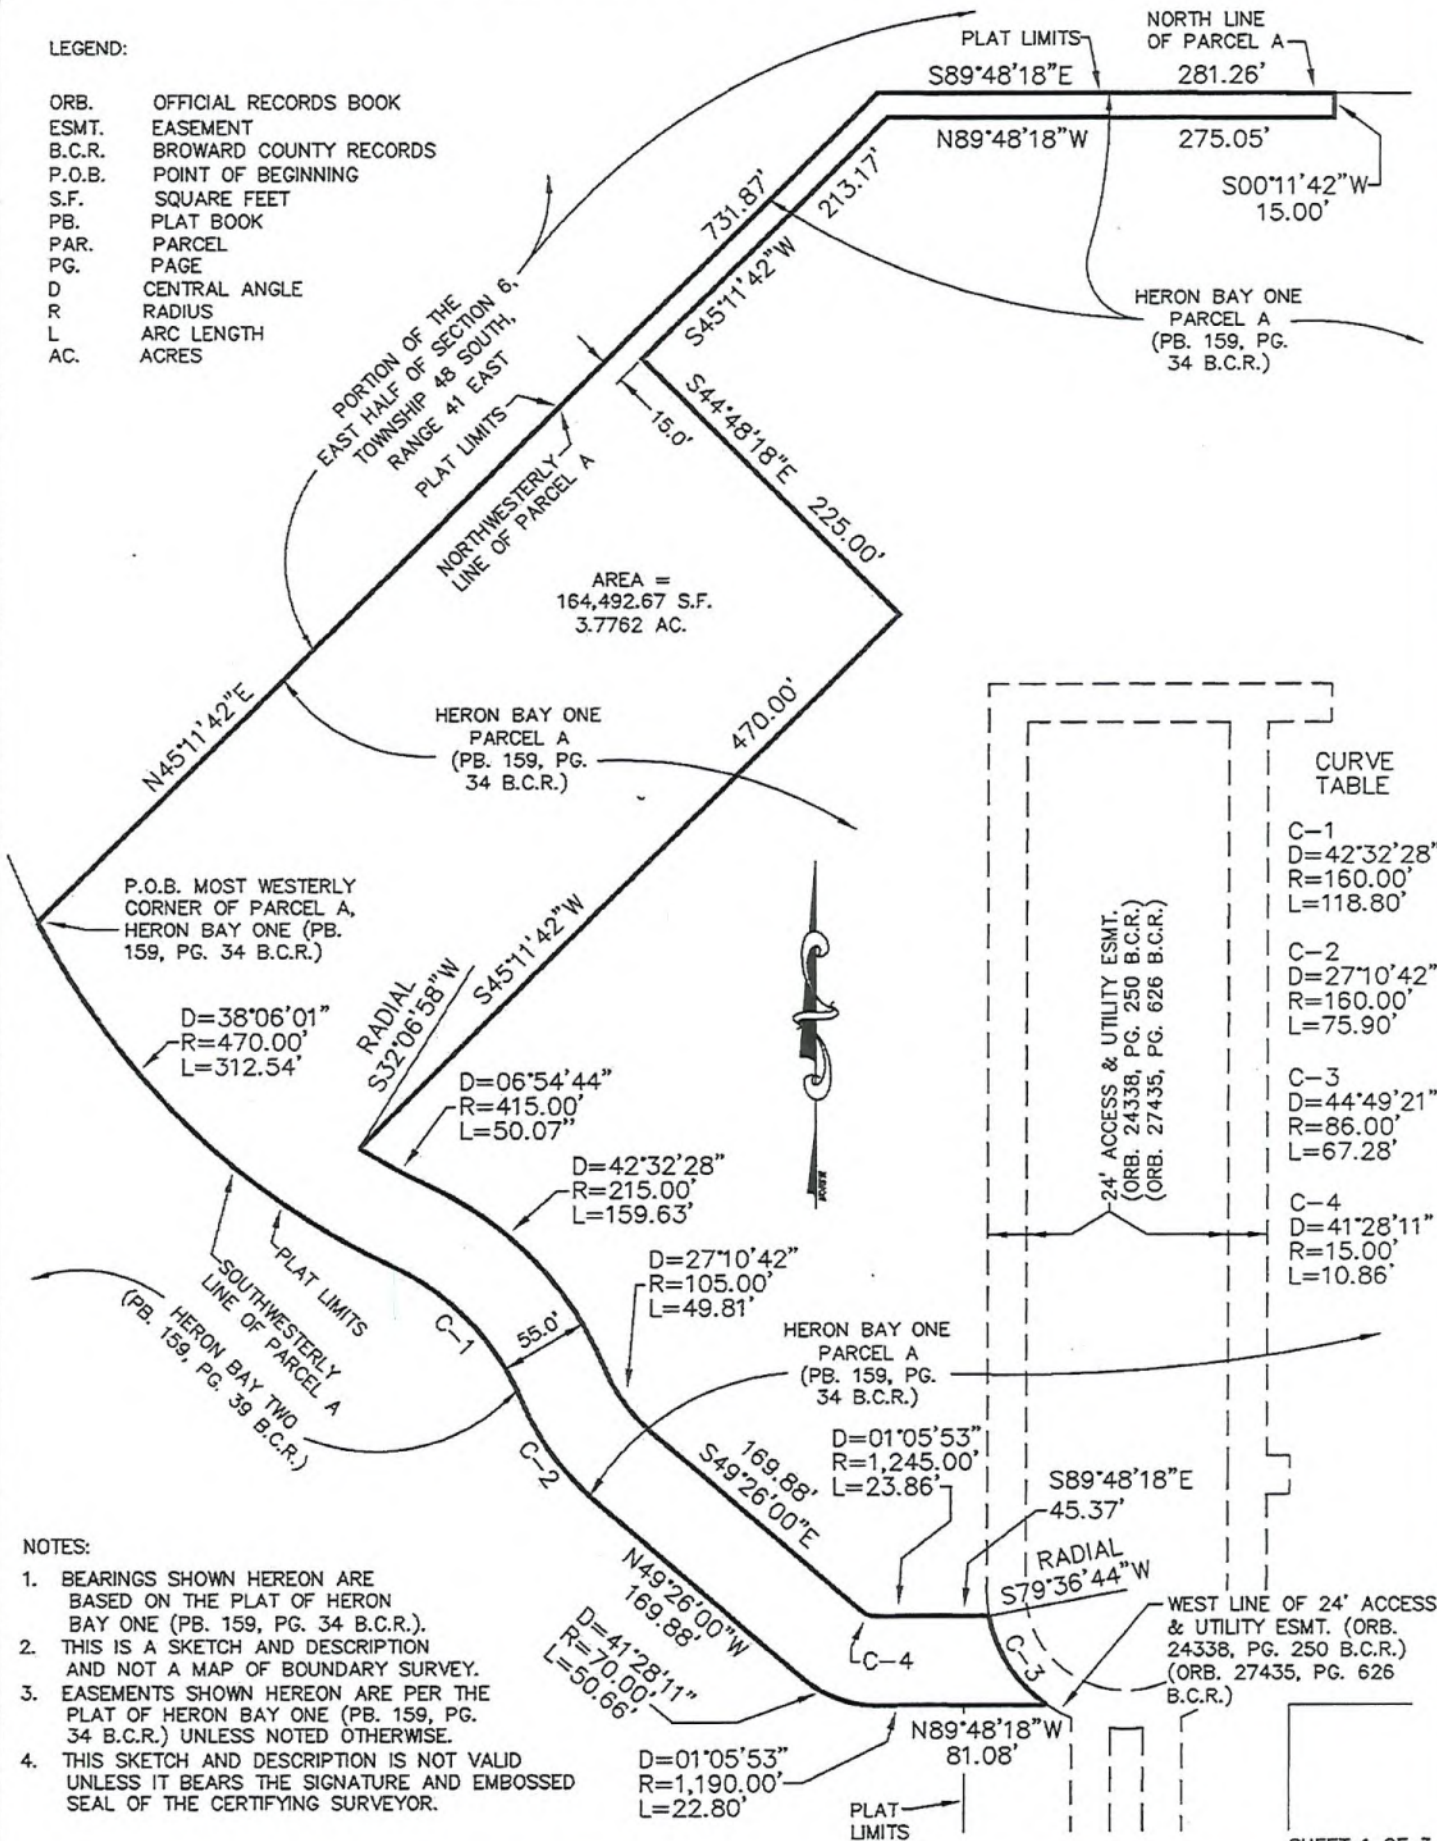 LEGEND:
ORB. OFFICIAL RECORDS BOOK
ESMT. EASEMENT
B.C.R. BROWARD COUNTY RECORDS
P.O.B. POINT OF BEGINNING
S.F. SQUARE FEET
PB. PLAT BOOK
PAR. PARCEL
PG. PAGE
D CENTRAL ANGLE
R RADIUS
L ARC LENGTH
AC. ACRES
PLAT LIMITS
NORTH LINE
OF PARCEL A
S89°48'18"E 281.26'
N89°48'18"W 275.05'
S00°11'42"W
15.00'
731.87'
213.17'
S45°11'42"W
HERON BAY ONE
PARCEL A
(PB. 159, PG.
34 B.C.R.)
PORTION OF THE
EAST HALF OF SECTION 6,
TOWNSHIP 48 SOUTH,
RANGE 41 EAST
PLAT LIMITS
NORTHWESTERLY
LINE OF PARCEL A
15.0'
S44°48'18"E 225.00'
AREA =
164,492.67 S.F.
3.7762 AC.
N45°11'42"E
HERON BAY ONE
PARCEL A
(PB. 159, PG.
34 B.C.R.)
470.00'
S45°11'42"W
P.O.B. MOST WESTERLY
CORNER OF PARCEL A,
HERON BAY ONE (PB.
159, PG. 34 B.C.R.)
RADIAL
S32°06'58"W
D=38°06'01"
R=470.00'
L=312.54'
D=06°54'44"
R=415.00'
L=50.07"
D=42°32'28"
R=215.00'
L=159.63'
D=27°10'42"
R=105.00'
L=49.81'
24' ACCESS & UTILITY ESMT.
(ORB. 24338, PG. 250 B.C.R.)
(ORB. 27435, PG. 626 B.C.R.)
CURVE
TABLE
C-1
D=42°32'28"
R=160.00'
L=118.80'
C-2
D=27°10'42"
R=160.00'
L=75.90'
C-3
D=44°49'21"
R=86.00'
L=67.28'
C-4
D=41°28'11"
R=15.00'
L=10.86'
PLAT LIMITS
SOUTHWESTERLY
LINE OF PARCEL A
HERON BAY TWO
(PB. 159, PG. 39 B.C.R.)
C-1
55.0'
C-2
HERON BAY ONE
PARCEL A
(PB. 159, PG.
34 B.C.R.)
169.88'
S49°26'00"E
D=01°05'53"
R=1,245.00'
L=23.86'
S89°48'18"E
45.37'
RADIAL
S79°36'44"W
WEST LINE OF 24' ACCESS
& UTILITY ESMT. (ORB.
24338, PG. 250 B.C.R.)
(ORB. 27435, PG. 626
B.C.R.)
C-3
C-4
N49°26'00"W
169.88'
D=41°28'11"
R=70.00'
L=50.66'
N89°48'18"W
81.08'
D=01°05'53"
R=1,190.00'
L=22.80'
PLAT
LIMITS
NOTES:
1. BEARINGS SHOWN HEREON ARE
BASED ON THE PLAT OF HERON
BAY ONE (PB. 159, PG. 34 B.C.R.).
2. THIS IS A SKETCH AND DESCRIPTION
AND NOT A MAP OF BOUNDARY SURVEY.
3. EASEMENTS SHOWN HEREON ARE PER THE
PLAT OF HERON BAY ONE (PB. 159, PG.
34 B.C.R.) UNLESS NOTED OTHERWISE.
4. THIS SKETCH AND DESCRIPTION IS NOT VALID
UNLESS IT BEARS THE SIGNATURE AND EMBOSSED
SEAL OF THE CERTIFYING SURVEYOR.